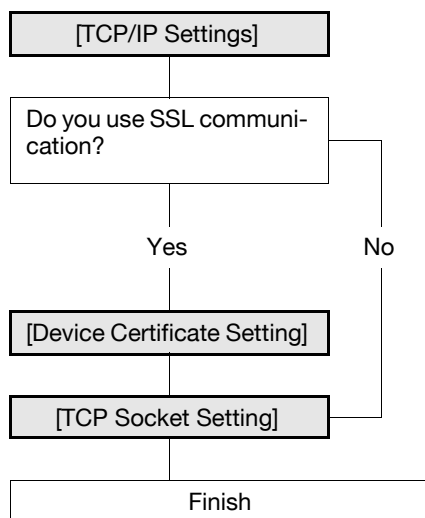 [TCP/IP Settings]
Do you use SSL communi-
cation?
Yes
No
[Device Certificate Setting]
[TCP Socket Setting]
Finish